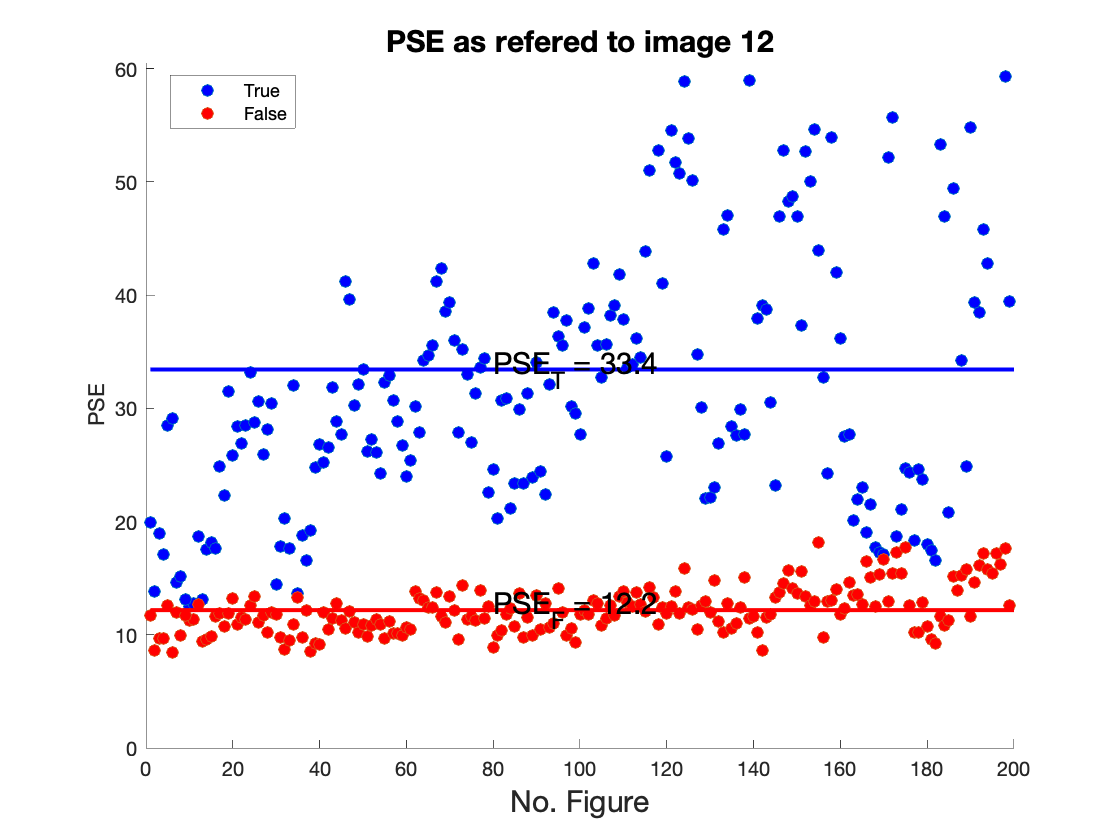 PSE as refered to image 12
True
False
60
50
40
30
20
10
0
PSE
PSE_T = 33.4
PSE_F = 12.2
0 20 40 60 80 100 120 140 160 180 200
No. Figure